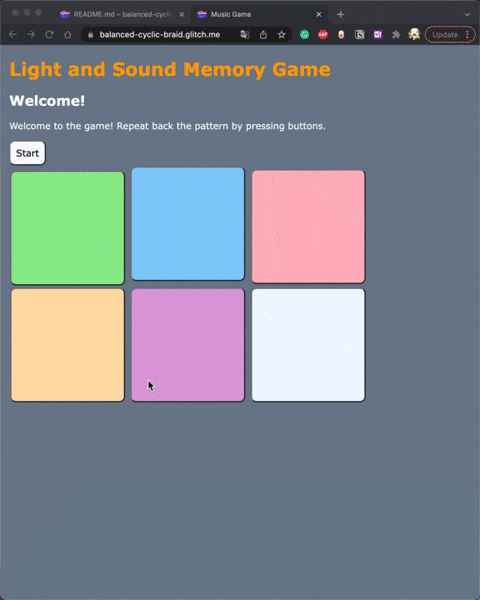 README.md – balanced-cyclic
Music Game
balanced-cyclic-braid.glitch.me
Update
Light and Sound Memory Game
Welcome!
Welcome to the game! Repeat back the pattern by pressing buttons.
Start